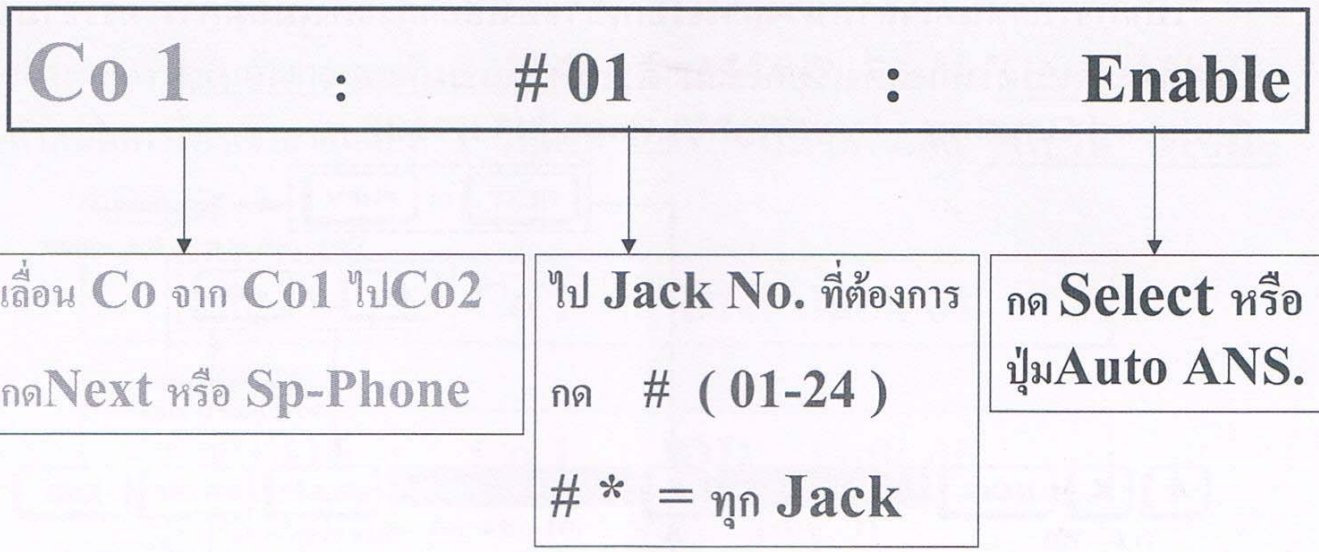 Co 1 : # 01 : Enable
เลื่อน Co จาก Co1 ไปCo2
กดNext หรือ Sp-Phone
ไป Jack No. ที่ต้องการ
กด # ( 01-24 )
# * = ทุก Jack
กด Select หรือ
ปุ่มAuto ANS.